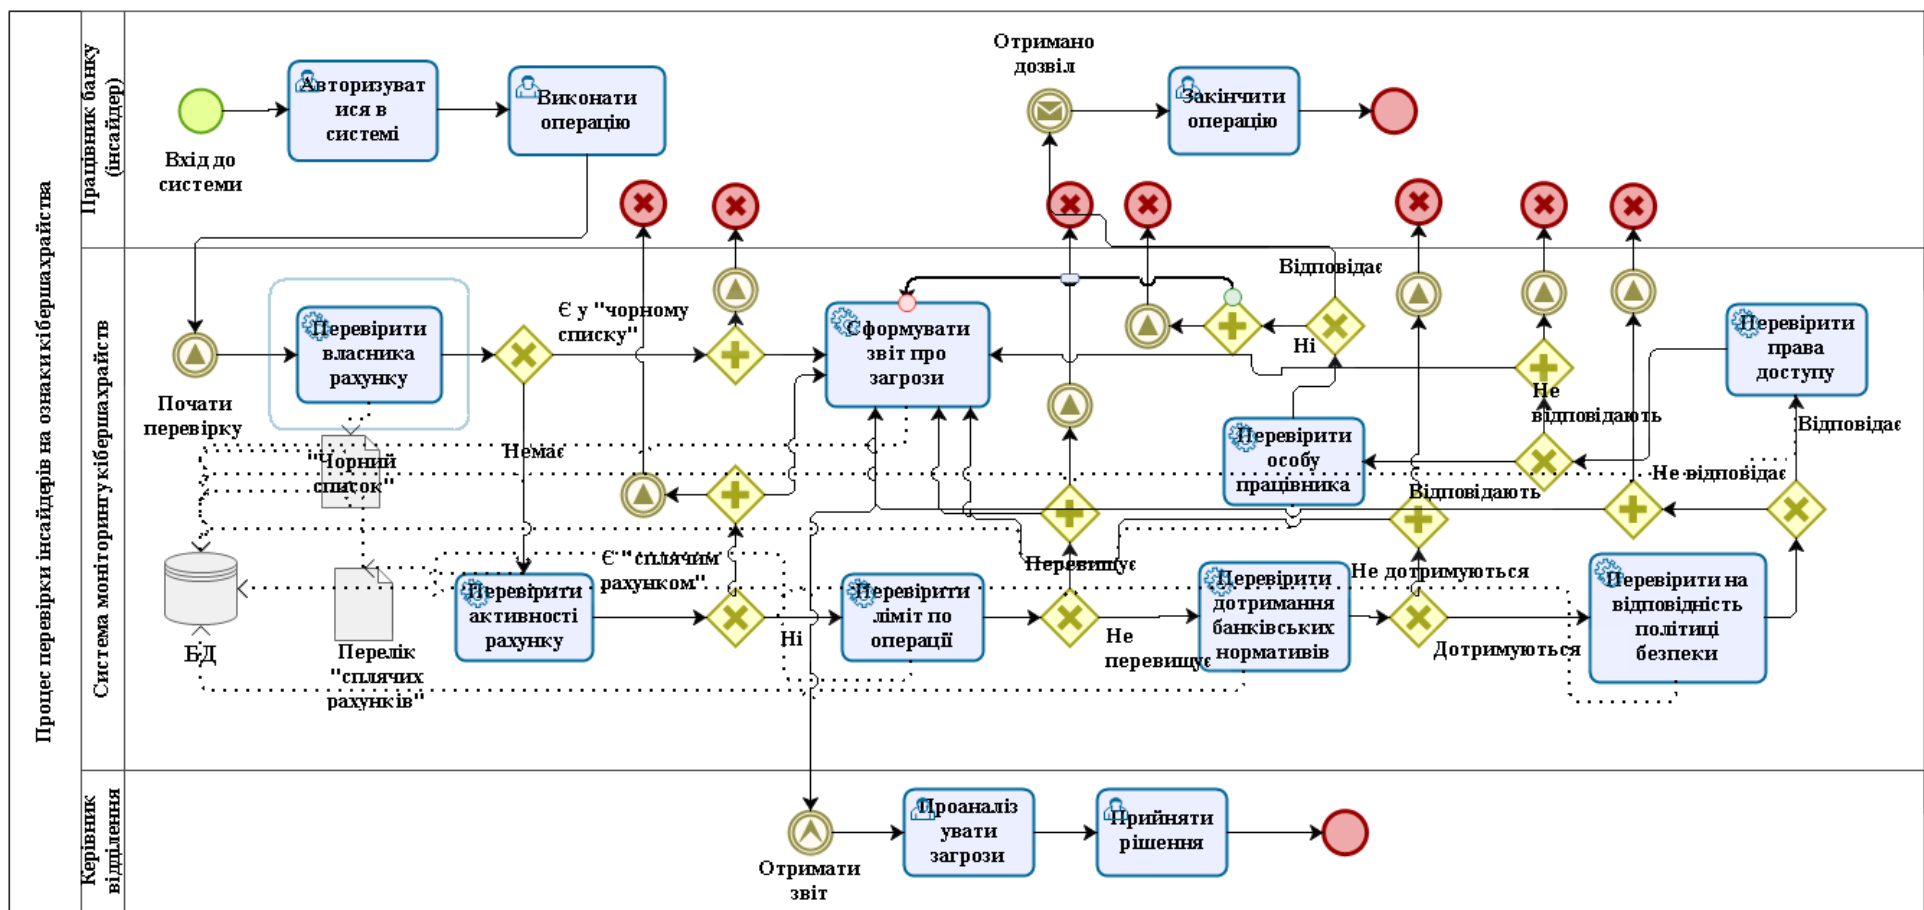 Процес перевірки інсайдерів на ознаки кібершахрайства
Працівник банку
(інсайдер)
Вхід до
системи
Авторизуват
ися в
системі
Виконати
операцію
Отримано
дозвіл
Закінчити
операцію
Система моніторингу кібершахрайств
Почати
перевірку
Перевірити
власника
рахунку
Є у "чорному
списку"
Немає
"Чорний
список"
БД
Перелік
"сплячих
рахунків"
Перевірити
активності
рахунку
Є "сплячим
рахунком"
Ні
Сформувати
звіт про
загрози
Перевірити
ліміт по
операції
Перевищує
Не
перевищує
Перевірити
дотримання
банківських
нормативів
Не дотримуються
Дотримуються
Перевірити на
відповідність
політиці
безпеки
Не відповідає
Відповідає
Перевірити
права
доступу
Не
відповідають
Відповідають
Перевірити
особу
працівника
Ні
Відповідає
Керівник
відділення
Отримати
звіт
Проаналіз
увати
загрози
Прийняти
рішення